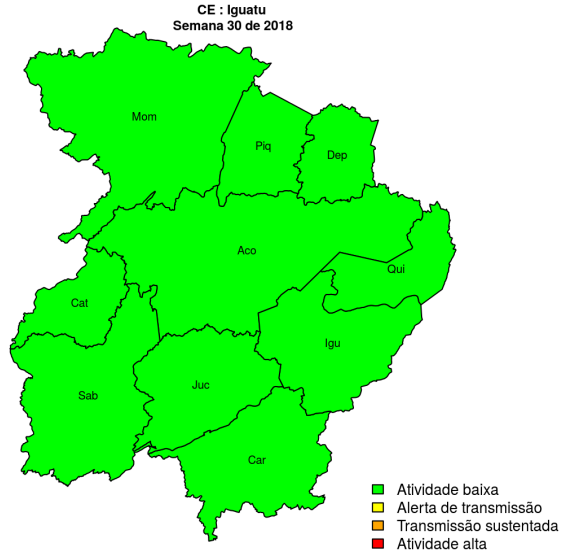 CE : Iguatu
Semana 30 de 2018
Mom
Piq
Dep
Aco
Qui
Cat
Igu
Juc
Sab
Car
Atividade baixa
Alerta de transmissão
Transmissão sustentada
Atividade alta